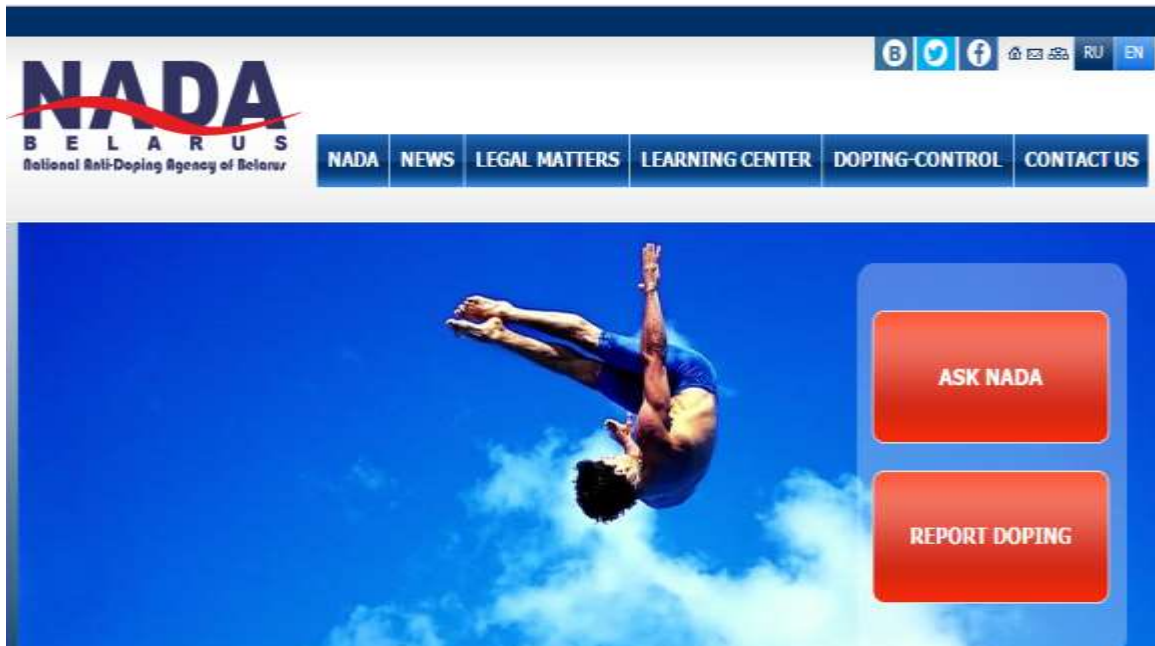 RU EN
NADA
BELARUS
National Anti-Doping Agency of Belarus
NADA NEWS LEGAL MATTERS LEARNING CENTER DOPING-CONTROL CONTACT US
ASK NADA
REPORT DOPING